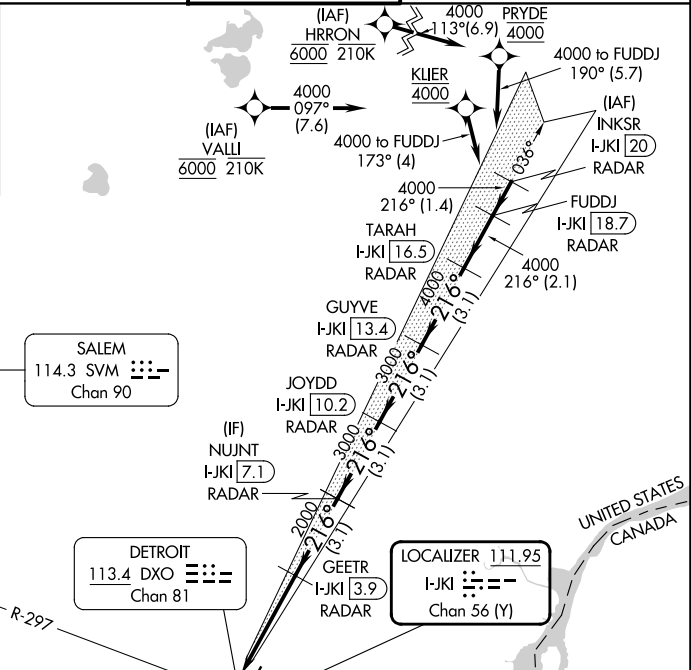 (IAF)
HRRON
6000 210K
4000
113°(6.9)
PRYDE
4000
4000 to FUDDJ
190° (5.7)
KLIER
4000
4000
097°
(7.6)
(IAF)
VALLI
6000 210K
4000 to FUDDJ
173° (4)
(IAF)
INKSR
I-JKI 20
RADAR
036°
4000
216° (1.4)
FUDDJ
I-JKI 18.7
RADAR
TARAH
I-JKI 16.5
RADAR
4000
216° (2.1)
4000
216°
(3.1)
GUYVE
I-JKI 13.4
RADAR
3000
216°
(3.1)
SALEM
114.3 SVM
Chan 90
JOYDD
I-JKI 10.2
RADAR
3000
216°
(3.1)
(IF)
NUJNT
I-JKI 7.1
RADAR
2000
216°
(3.1)
UNITED STATES
CANADA
DETROIT
113.4 DXO
Chan 81
GEETR
I-JKI 3.9
RADAR
LOCALIZER 111.95
I-JKI
Chan 56 (Y)
R-297